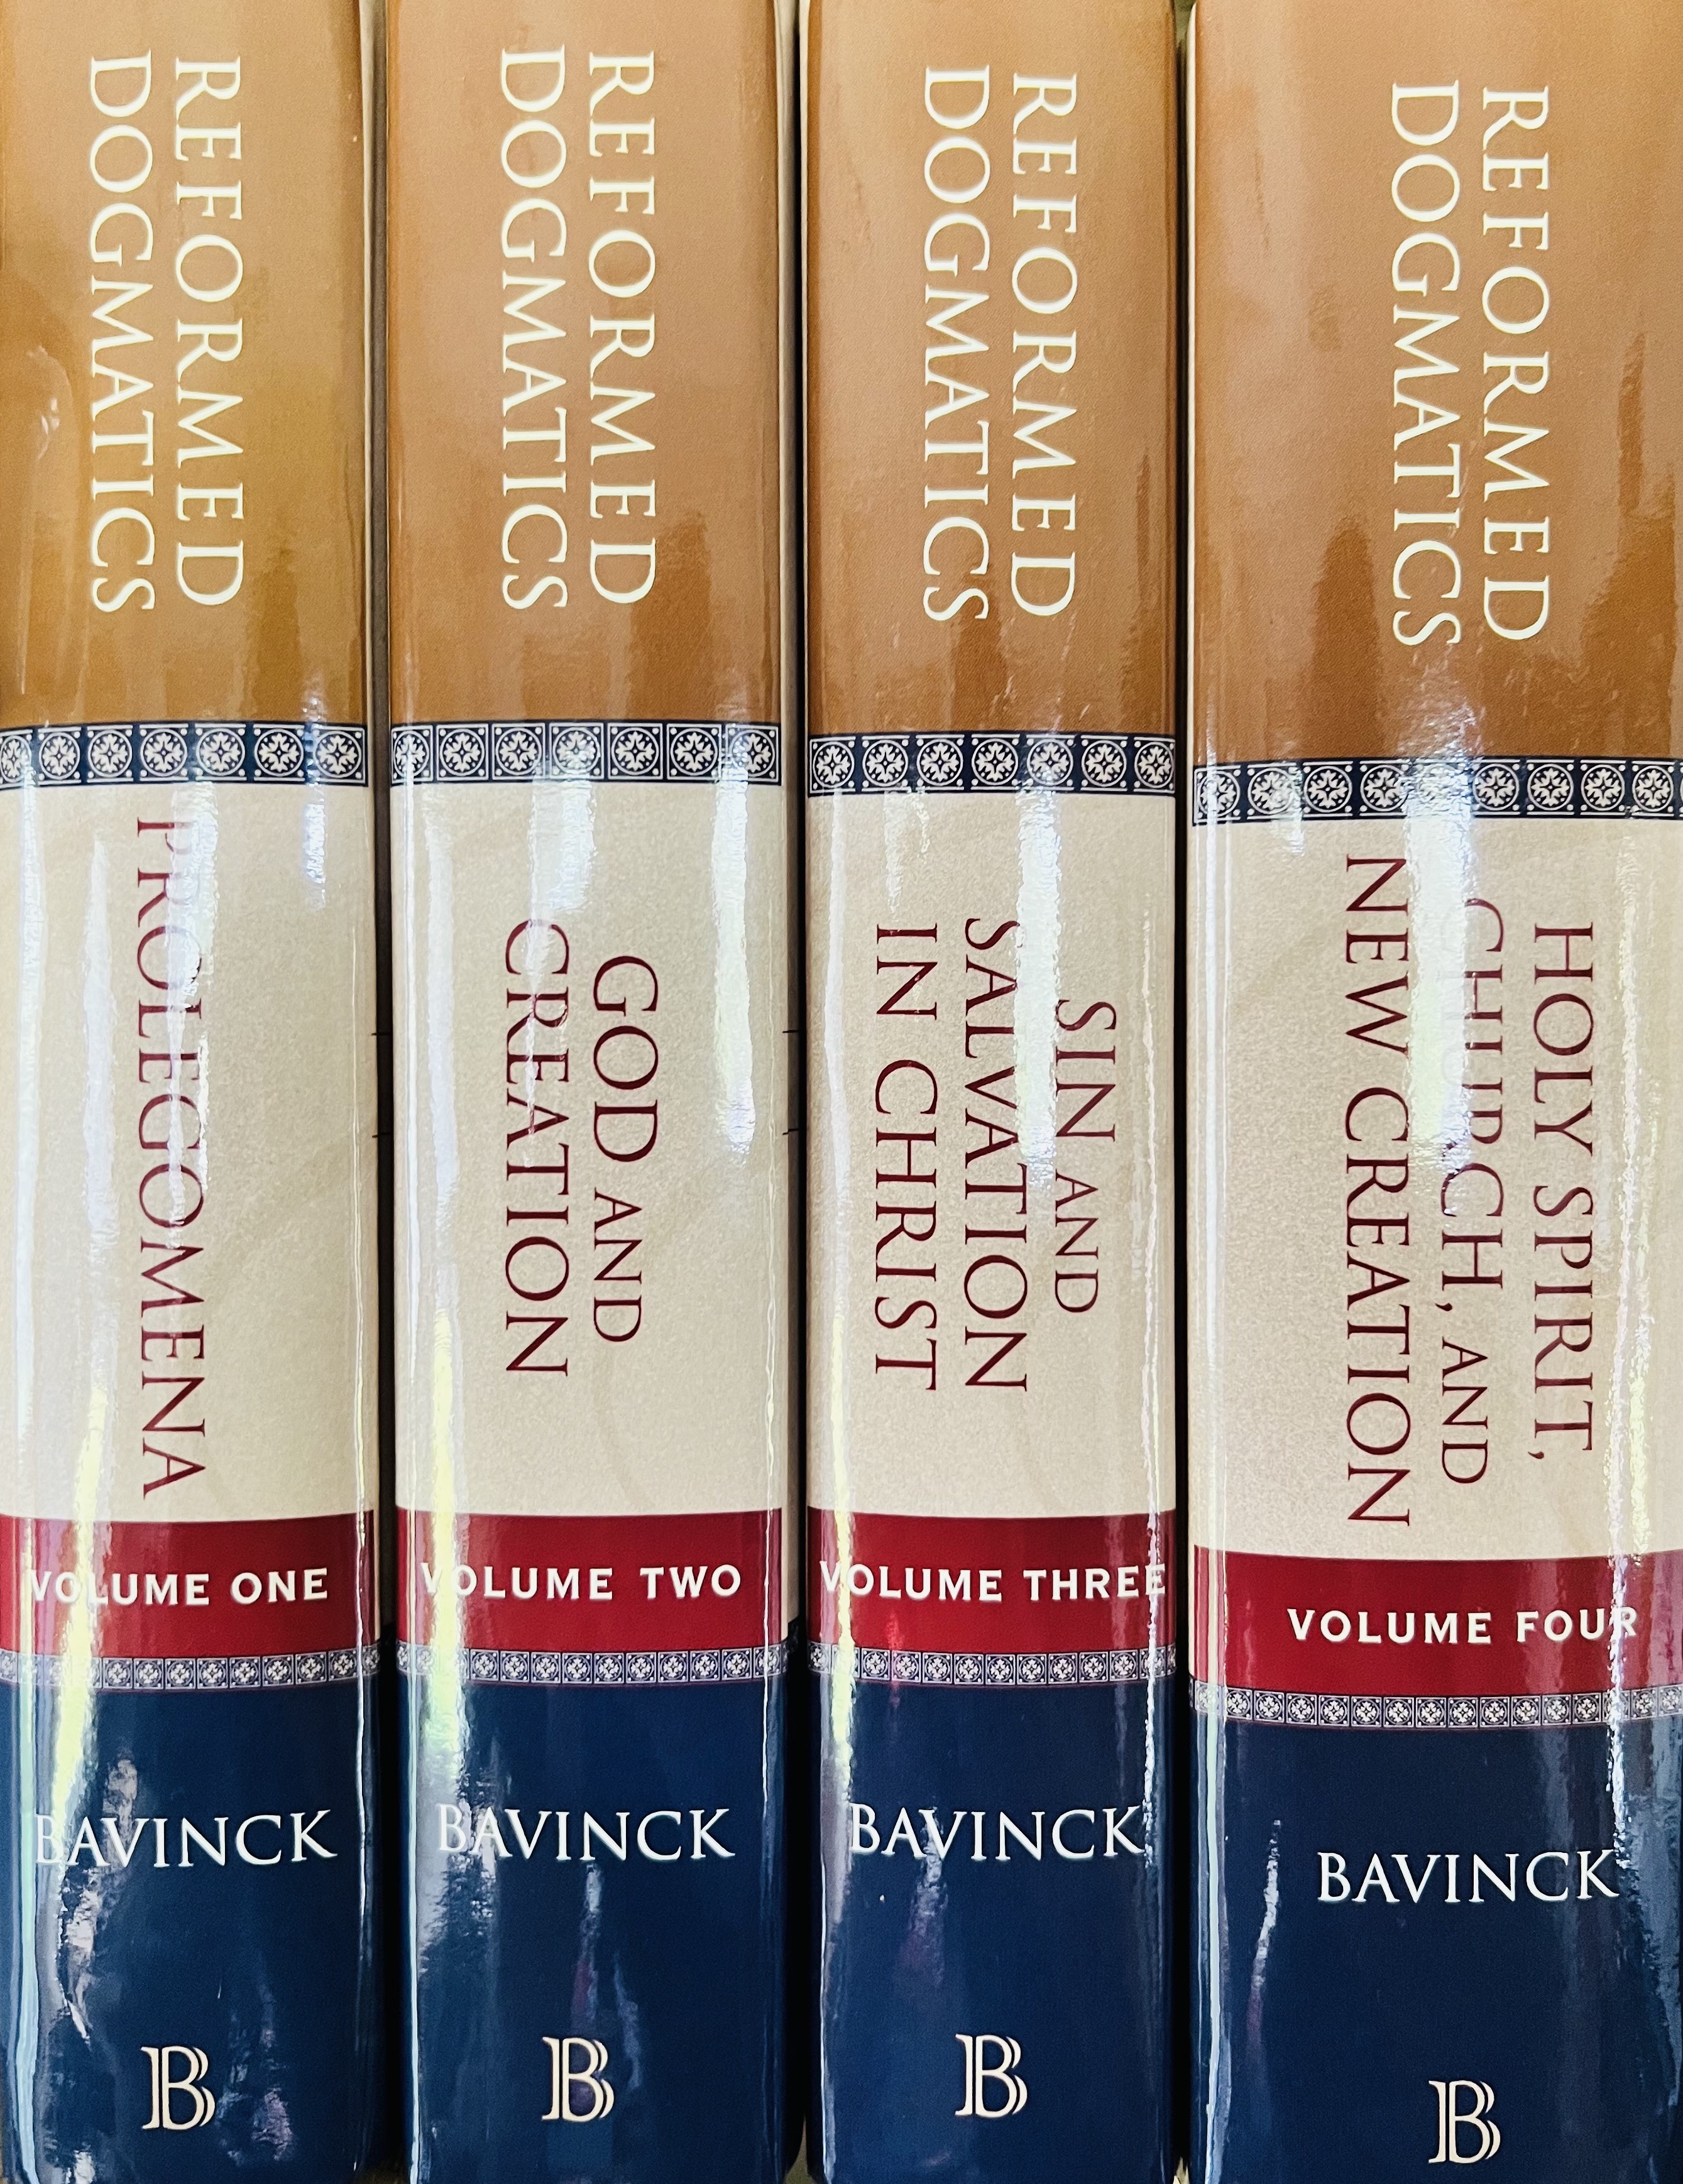 REFORMED
DOGMATICS
PROLEGOMENA
VOLUME ONE
BAVINCK
B
REFORMED
DOGMATICS
GOD AND
CREATION
VOLUME TWO
BAVINCK
B
REFORMED
DOGMATICS
SIN AND
SALVATION
IN CHRIST
VOLUME THREE
BAVINCK
B
REFORMED
DOGMATICS
HOLY SPIRIT,
CHURCH, AND
NEW CREATION
VOLUME FOUR
BAVINCK
B